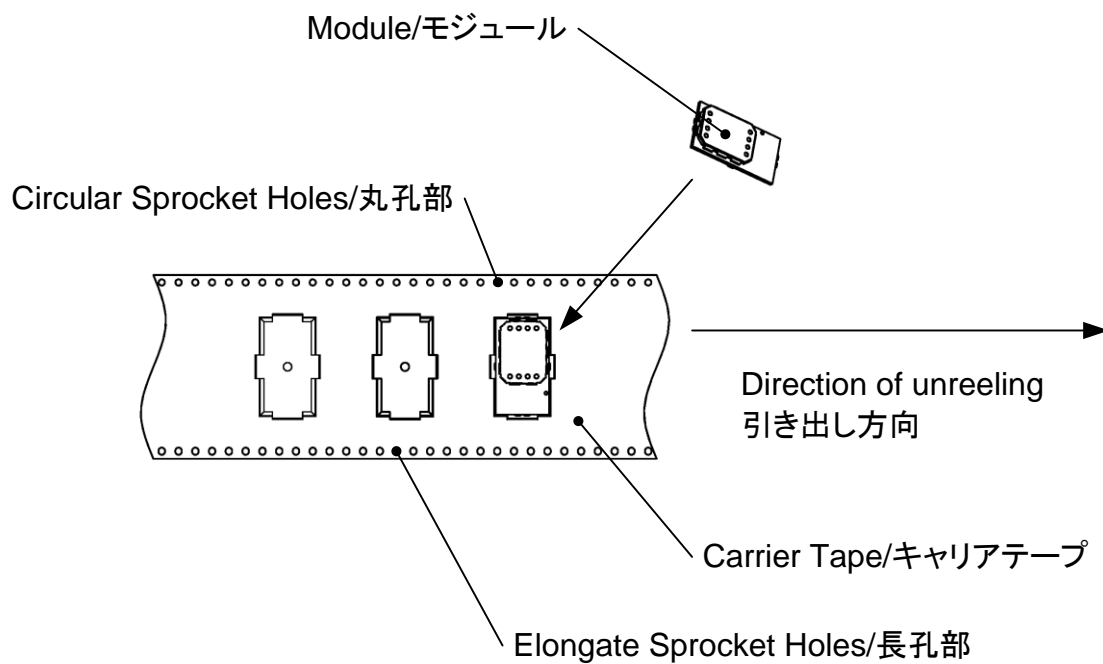 Module/モジュール
Circular Sprocket Holes/丸孔部
Direction of unreeling
引き出し方向
Carrier Tape/キャリアテープ
Elongate Sprocket Holes/長孔部